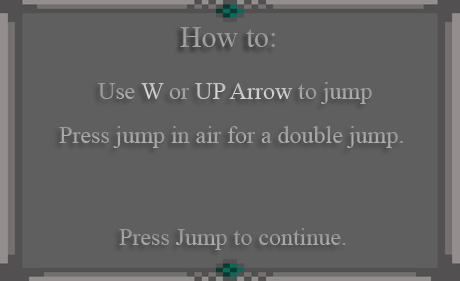 How to:
Use W or UP Arrow to jump
Press jump in air for a double jump.
Press Jump to continue.